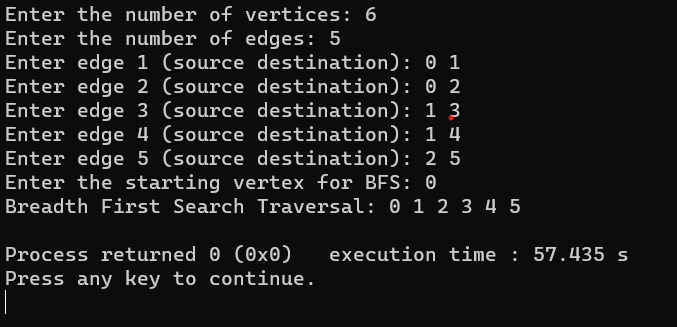 Enter the number of vertices: 6
Enter the number of edges: 5
Enter edge 1 (source destination): 0 1
Enter edge 2 (source destination): 0 2
Enter edge 3 (source destination): 1 3
Enter edge 4 (source destination): 1 4
Enter edge 5 (source destination): 2 5
Enter the starting vertex for BFS: 0
Breadth First Search Traversal: 0 1 2 3 4 5
Process returned 0 (0x0)   execution time : 57.435 s
Press any key to continue.